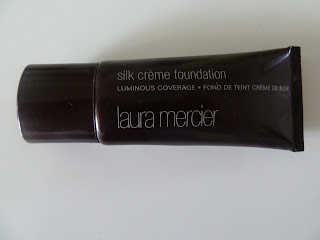 silk crème foundation
LUMINOUS COVERAGE • FOND DE TEINT CRÈME DE SOIE
laura mercier